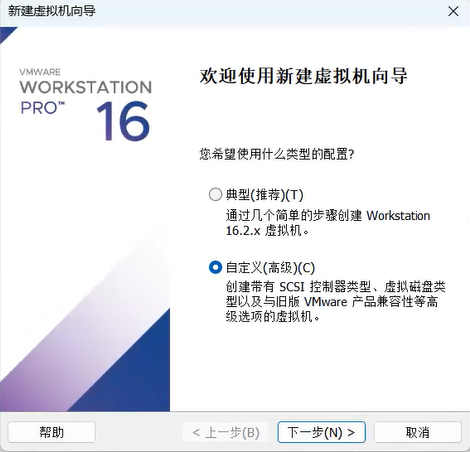 新建虚拟机向导
VMWARE
WORKSTATION
PRO™ 16
欢迎使用新建虚拟机向导
您希望使用什么类型的配置?
典型(推荐)(T)
通过几个简单的步骤创建 Workstation
16.2.x 虚拟机。
自定义(高级)(C)
创建带有 SCSI 控制器类型、虚拟磁盘类
型以及与旧版 VMware 产品兼容性等高
级选项的虚拟机。
帮助
< 上一步(B)
下一步(N) >
取消